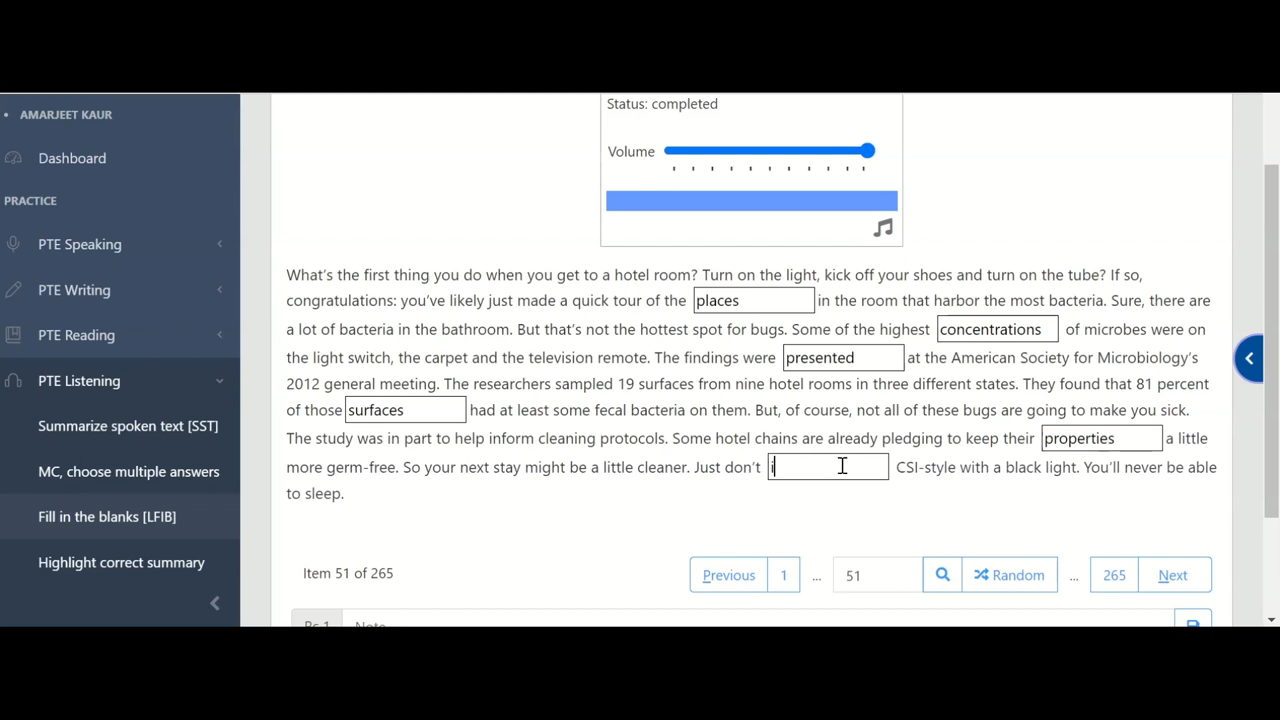 • AMARJEET KAUR
Dashboard
PRACTICE
PTE Speaking
PTE Writing
PTE Reading
PTE Listening
Summarize spoken text [SST]
MC, choose multiple answers
Fill in the blanks [LFIB]
Highlight correct summary
Status: completed
Volume
What's the first thing you do when you get to a hotel room? Turn on the light, kick off your shoes and turn on the tube? If so,
congratulations: you've likely just made a quick tour of the places in the room that harbor the most bacteria. Sure, there are
a lot of bacteria in the bathroom. But that's not the hottest spot for bugs. Some of the highest concentrations of microbes were on
the light switch, the carpet and the television remote. The findings were presented at the American Society for Microbiology's
2012 general meeting. The researchers sampled 19 surfaces from nine hotel rooms in three different states. They found that 81 percent
of those surfaces had at least some fecal bacteria on them. But, of course, not all of these bugs are going to make you sick.
The study was in part to help inform cleaning protocols. Some hotel chains are already pledging to keep their properties a little
more germ-free. So your next stay might be a little cleaner. Just don't i CSI-style with a black light. You'll never be able
to sleep.
Item 51 of 265
Previous 1 ... 51 Random ... 265 Next
Rs 1 Note